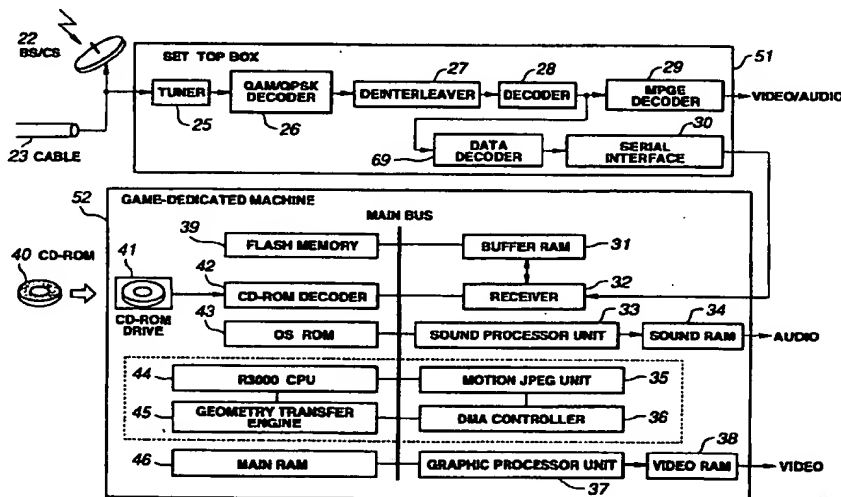 22
BS/CS
SET TOP BOX
51
TUNER
25
QAM/QPSK
DECODER
26
27
DEINTERLEAVER
28
DECODER
29
MPGE
DECODER
VIDEO/AUDIO
23 CABLE
69
DATA
DECODER
30
SERIAL
INTERFACE
52
GAME-DEDICATED MACHINE
MAIN BUS
39
FLASH MEMORY
BUFFER RAM
31
40 CD-ROM
41
CD-ROM
DRIVE
42
CD-ROM DECODER
RECEIVER
32
43
OS ROM
33
SOUND PROCESSOR UNIT
34
SOUND RAM
AUDIO
44
R3000 CPU
MOTION JPEG UNIT
35
45
GEOMETRY TRANSFER
ENGINE
DMA CONTROLLER
36
46
MAIN RAM
GRAPHIC PROCESSOR UNIT
37
38
VIDEO RAM
VIDEO